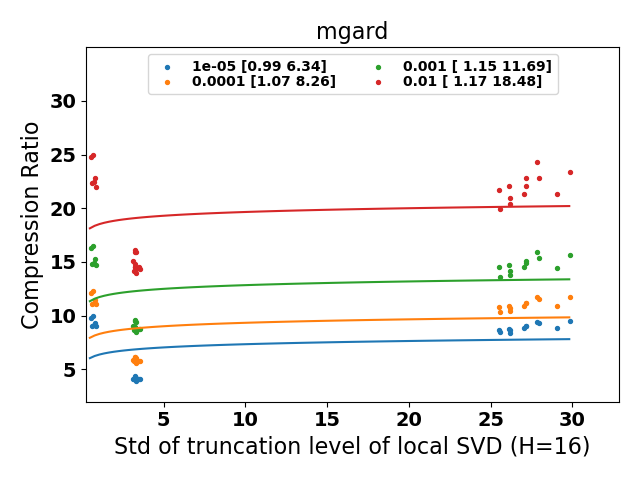 mgard
1e-05 [0.99 6.34]
0.0001 [1.07 8.26]
0.001 [ 1.15 11.69]
0.01 [ 1.17 18.48]
Compression Ratio
30
25
20
15
10
5
5 10 15 20 25 30
Std of truncation level of local SVD (H=16)